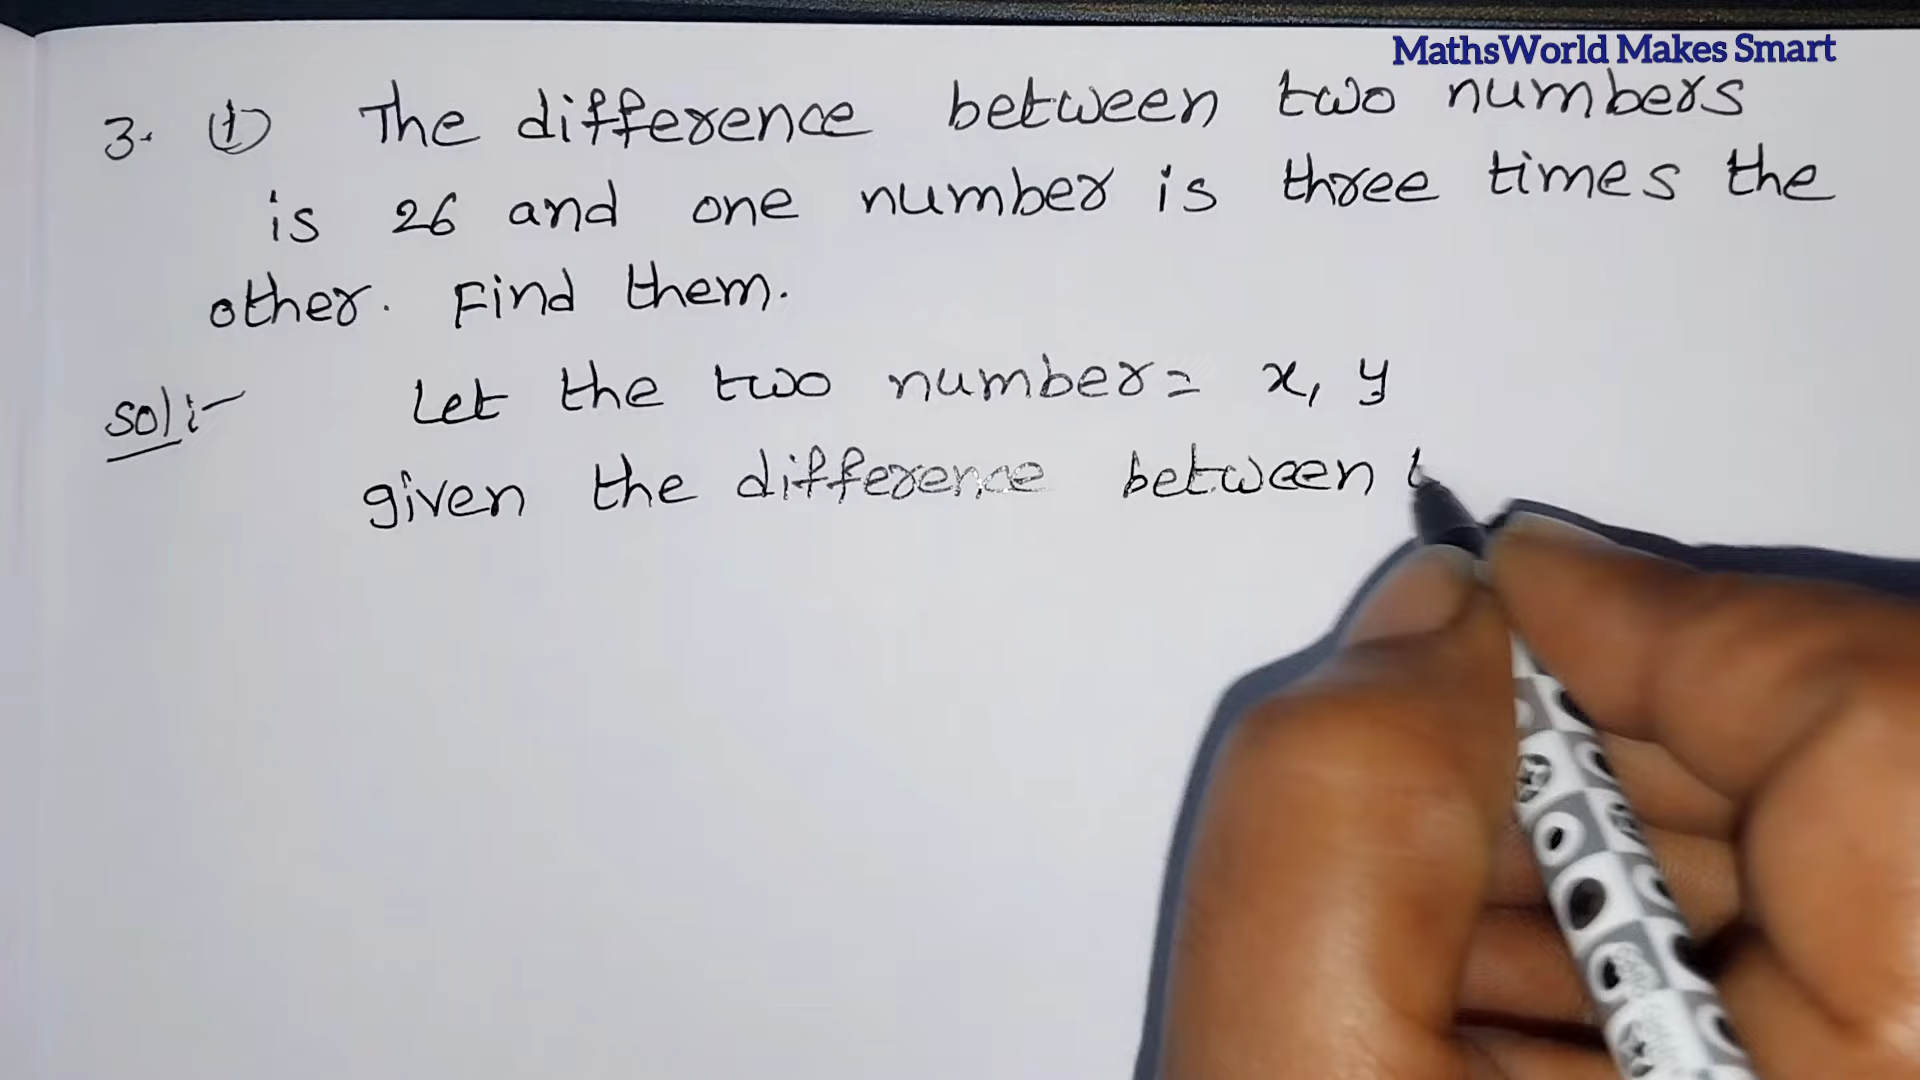 MathsWorld Makes Smart
3. (1) The difference between two numbers
is 26 and one number is three times the
other. Find them.
Sol:- Let the two number = x, y
given the difference between